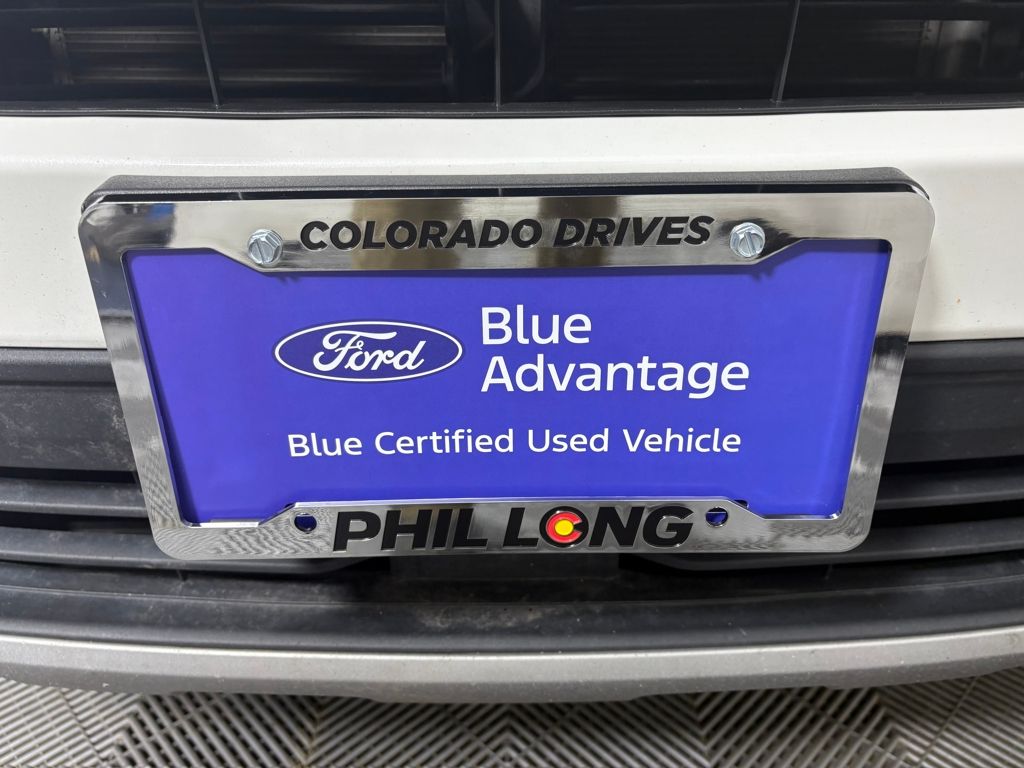 COLORADO DRIVES
Ford
Blue
Advantage
Blue Certified Used Vehicle
PHIL LONG